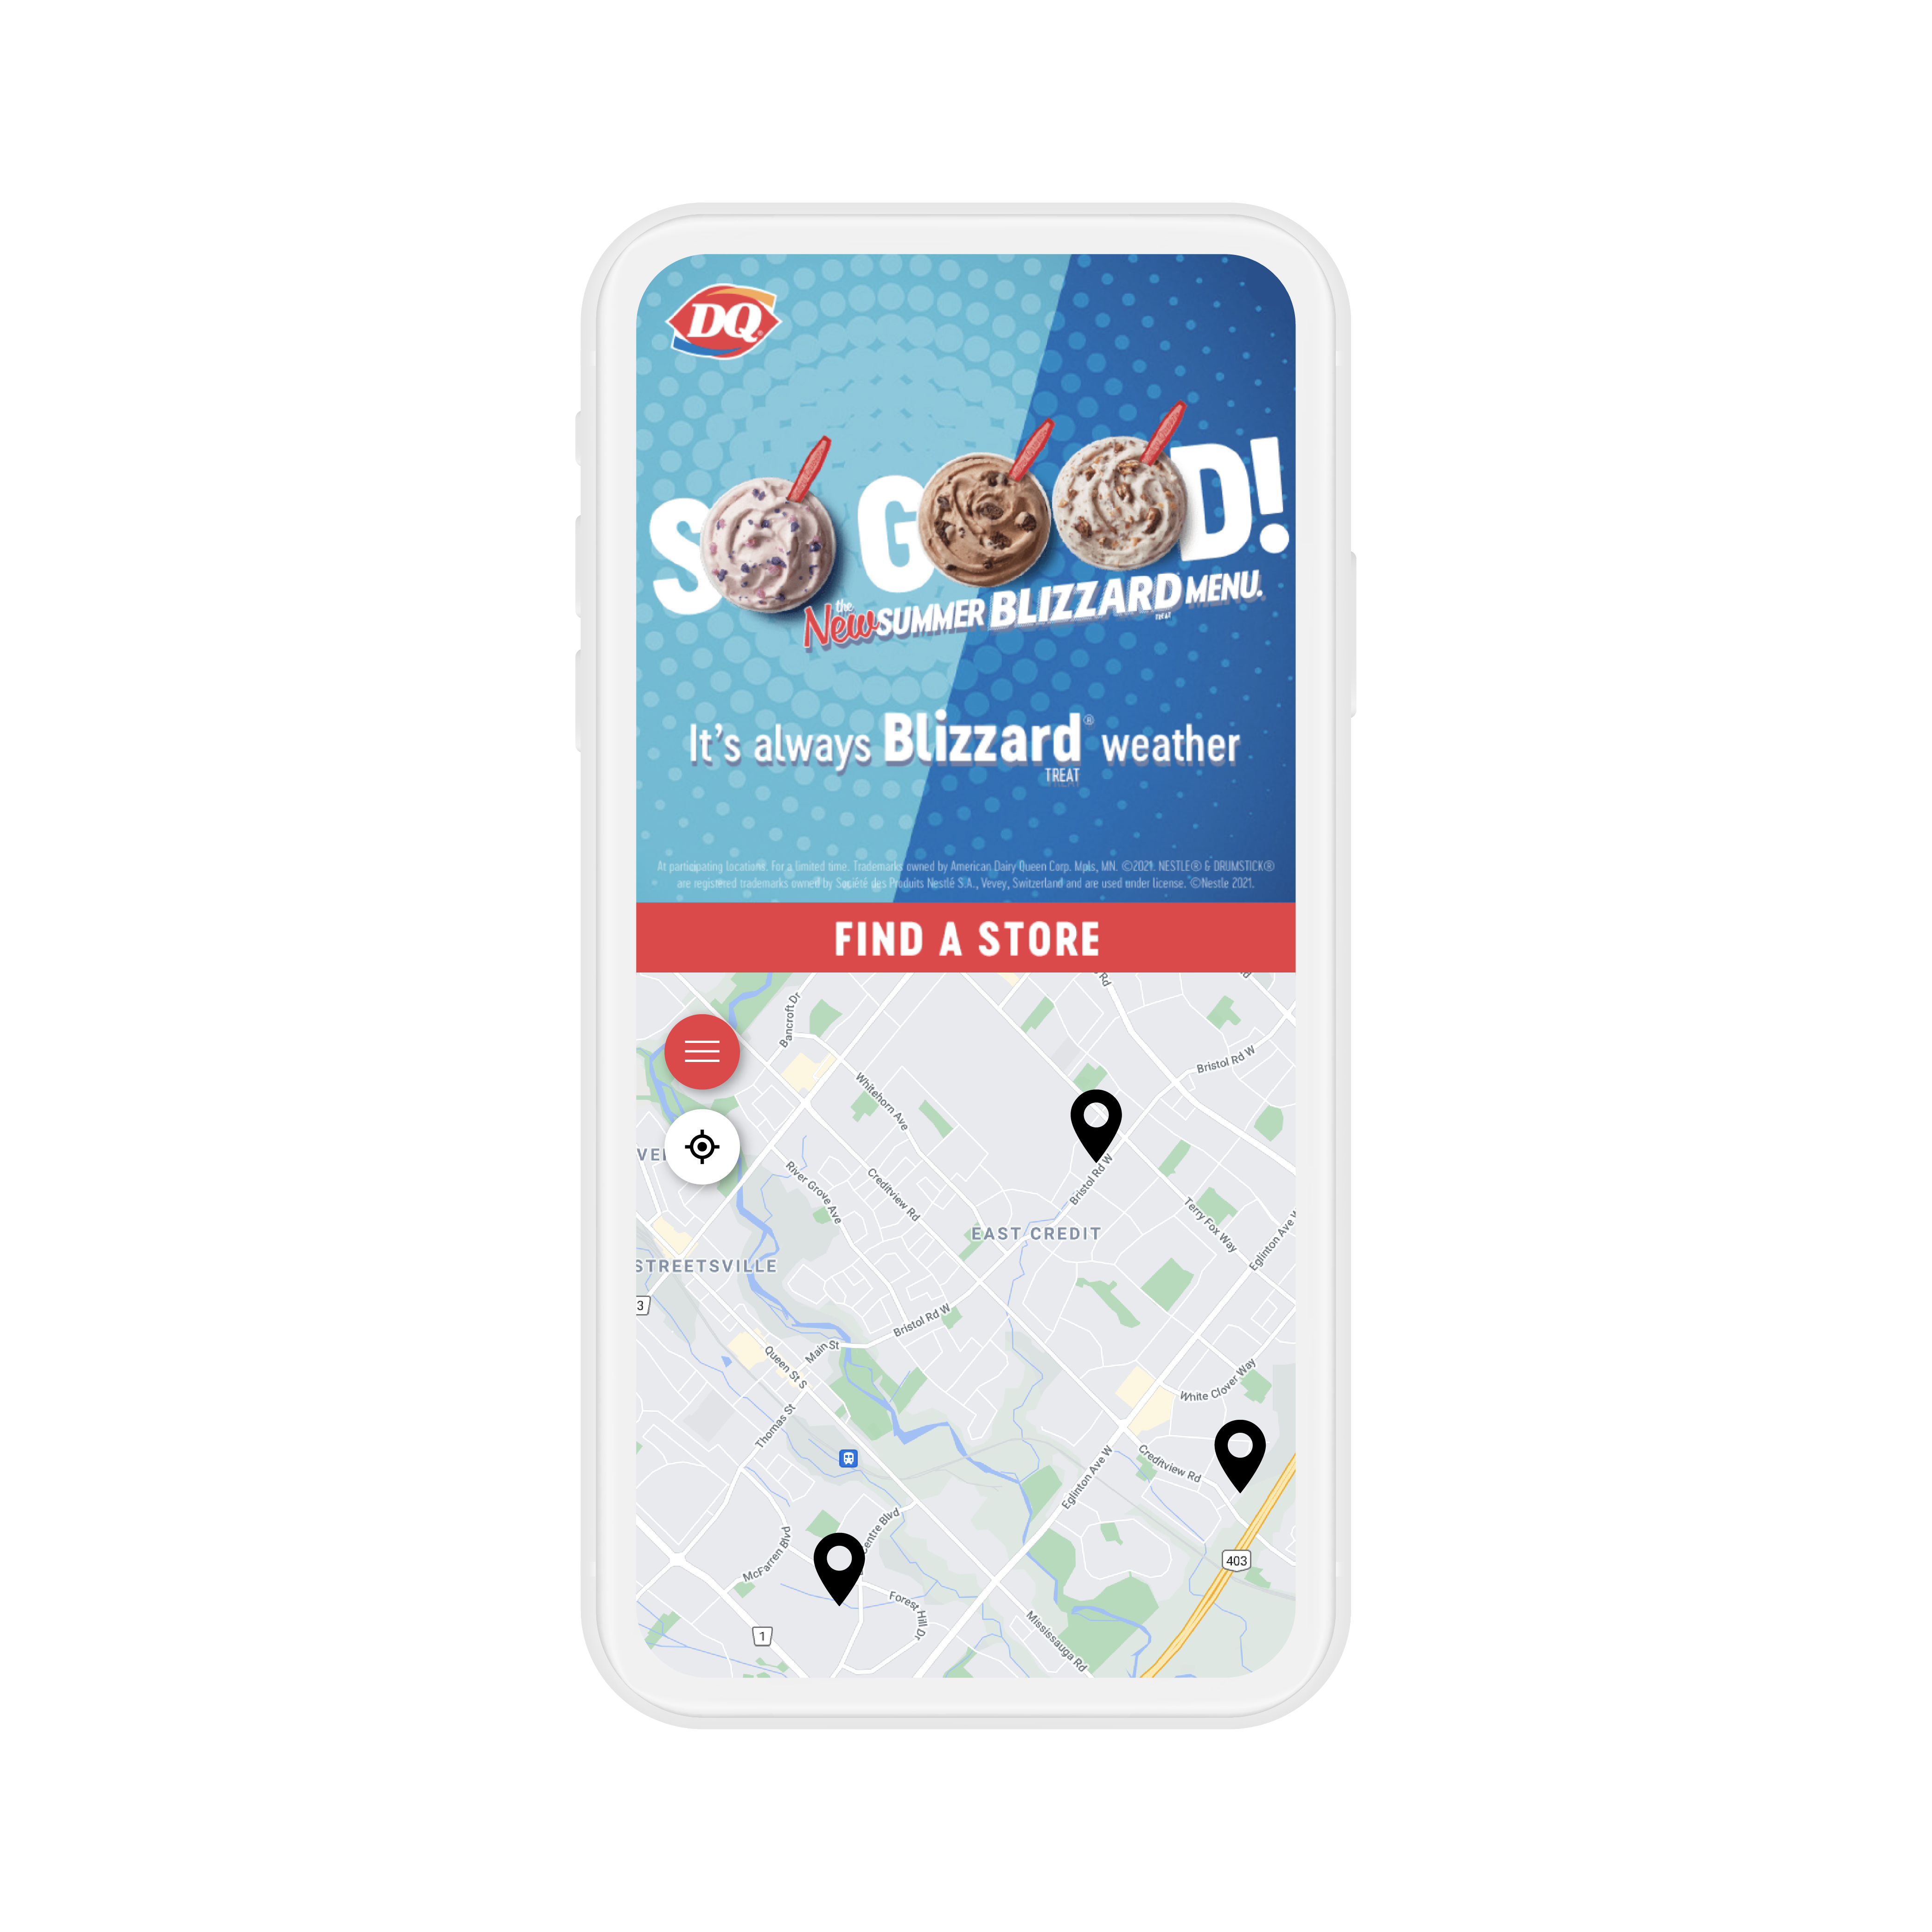 DQ®
SO GOOD!
the
New SUMMER BLIZZARD MENU.
TREAT
It's always Blizzard® weather
TREAT
At participating locations. For a limited time. Trademarks owned by American Dairy Queen Corp. Mpls, MN. ©2021. NESTLE® & DRUMSTICK®
are registered trademarks owned by Société des Produits Nestlé S.A., Vevey, Switzerland and are used under license. ©Nestle 2021.
FIND A STORE
Rd
Bancroft Dr
Bristol Rd W
Whitehorn Ave
Bristol Rd W
River Grove Ave
Creditview Rd
Terry Fox Way
EAST CREDIT
Eglinton Ave
STREETSVILLE
3
Bristol Rd W
Main St
Queen St S
White Clover Way
Thomas St
Creditview Rd
Eglinton Ave W
McFarren Blvd
Centre Blvd
403
Forest Hill Dr
1
Mississauga Rd